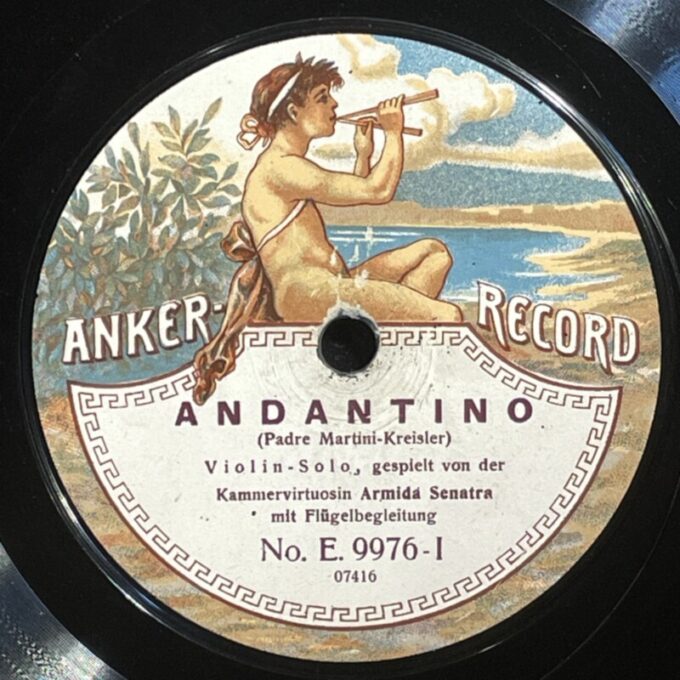 ANKER-RECORD
ANDANTINO
(Padre Martini-Kreisler)
Violin-Solo, gespielt von der
Kammervirtuosin Armida Senatra
mit Flügelbegleitung
No. E. 9976-I
07416